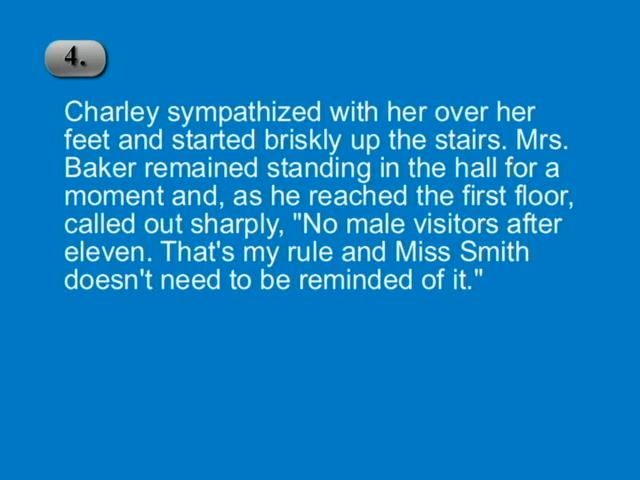 4.
Charley sympathized with her over her
feet and started briskly up the stairs. Mrs.
Baker remained standing in the hall for a
moment and, as he reached the first floor,
called out sharply, "No male visitors after
eleven. That's my rule and Miss Smith
doesn't need to be reminded of it."